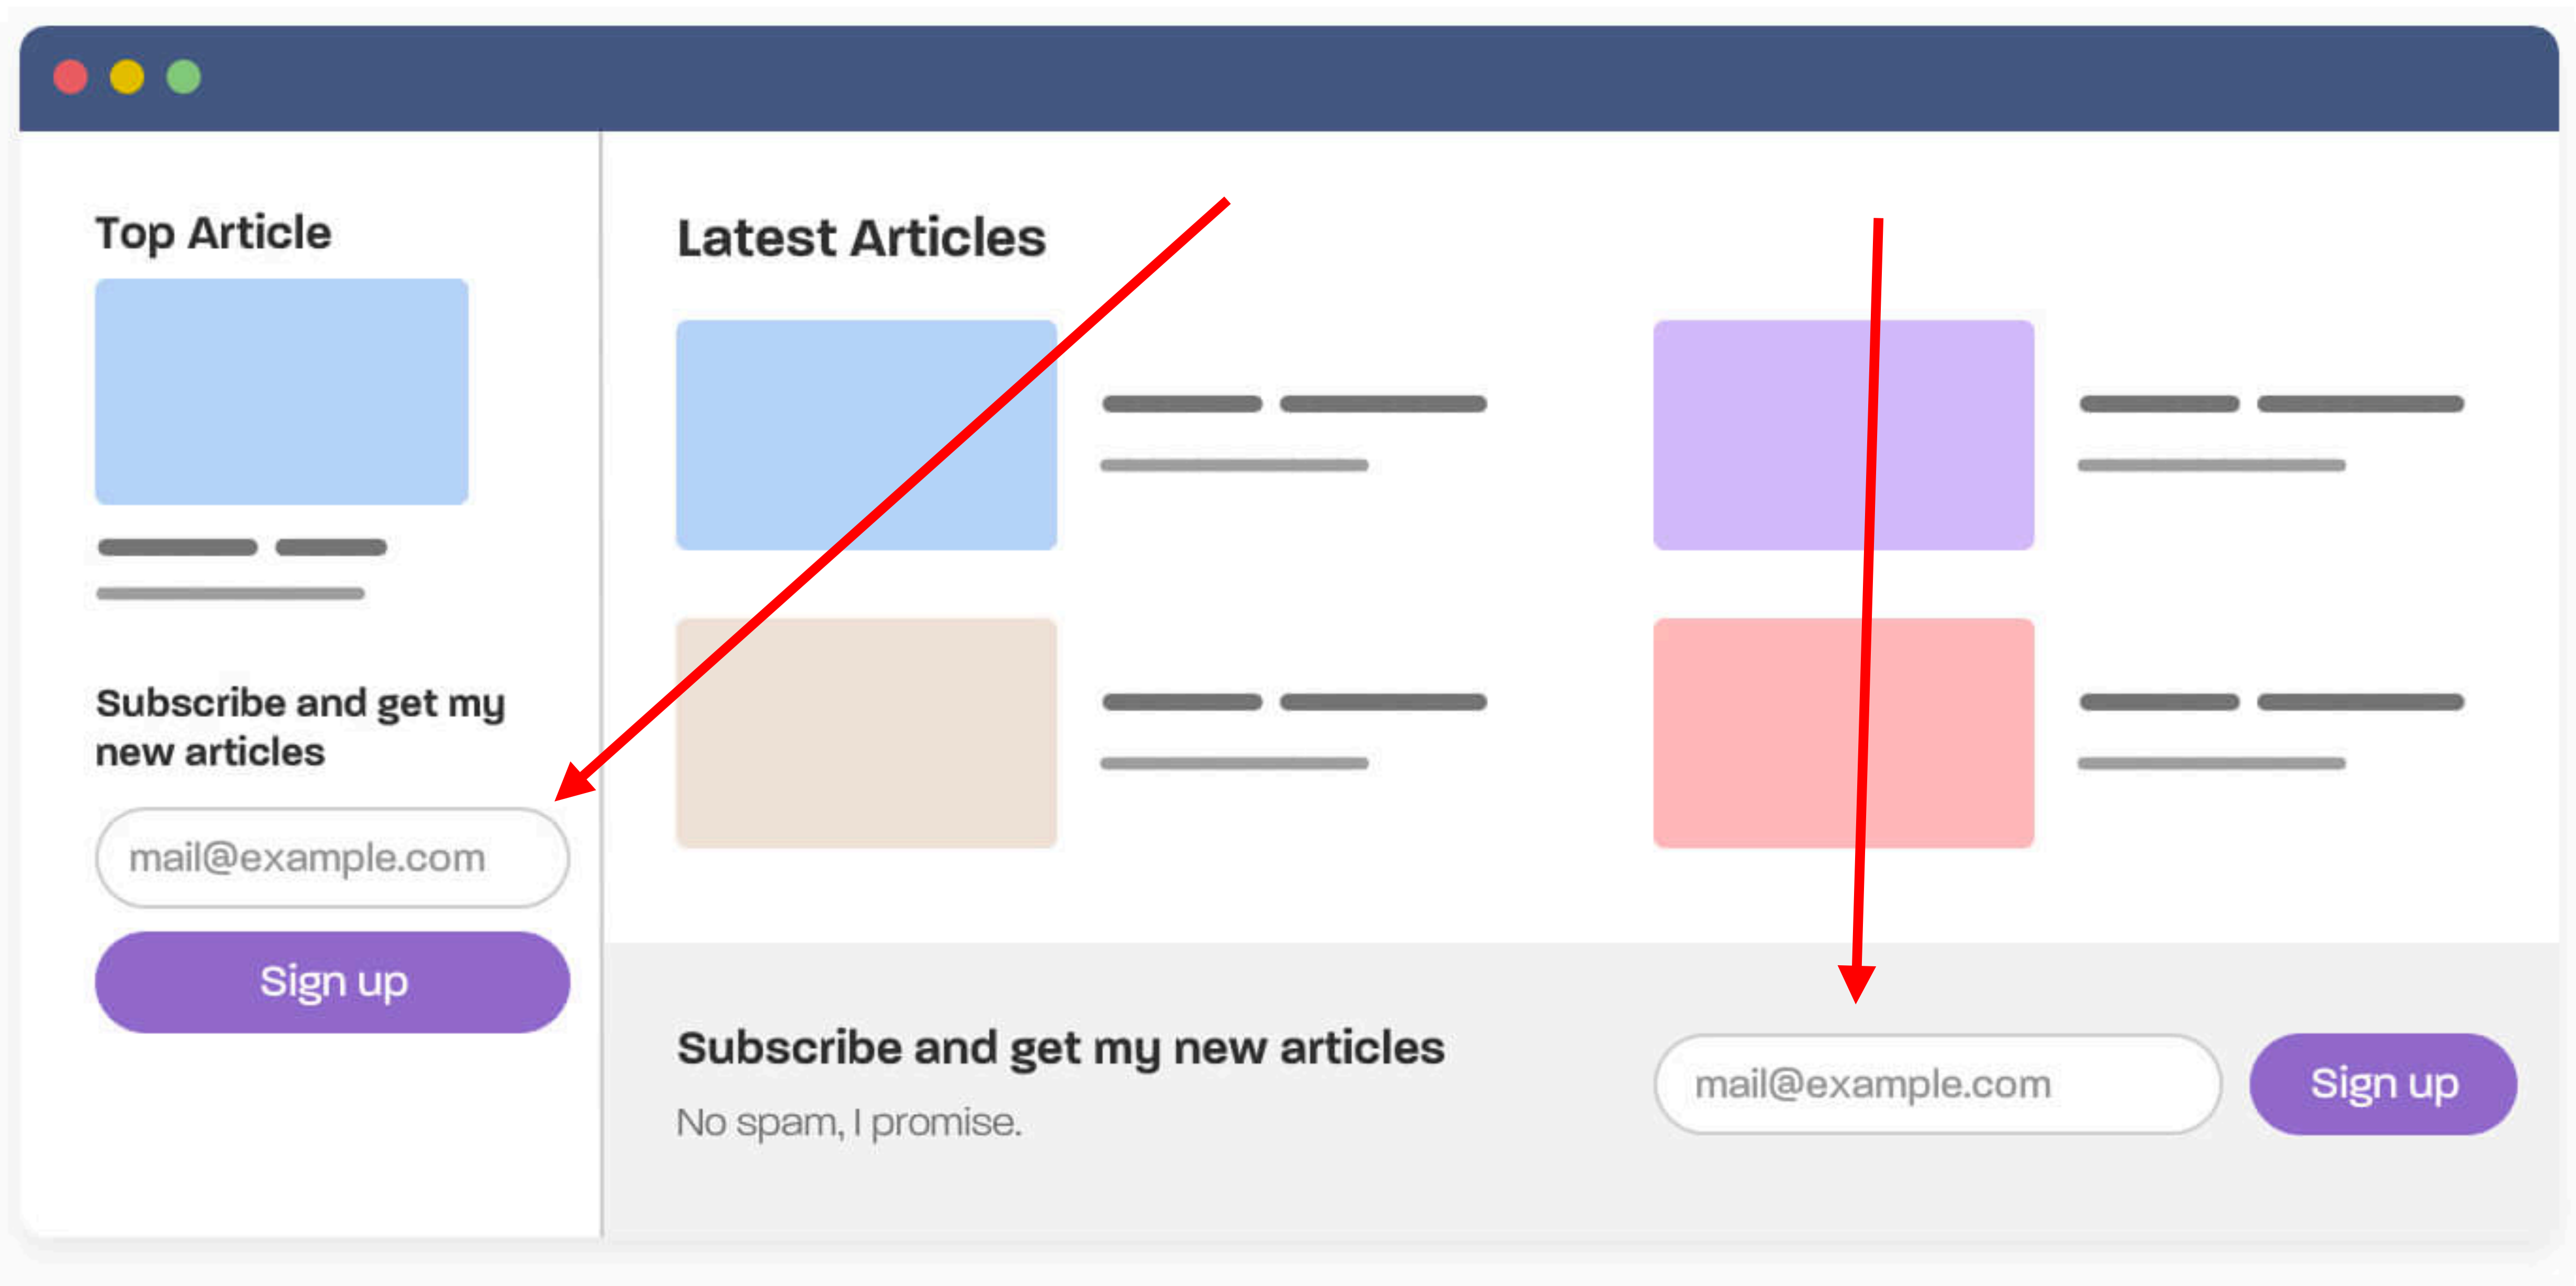 Top Article
Subscribe and get my
new articles
mail@example.com
Sign up
Latest Articles
Subscribe and get my new articles
No spam, I promise.
mail@example.com
Sign up